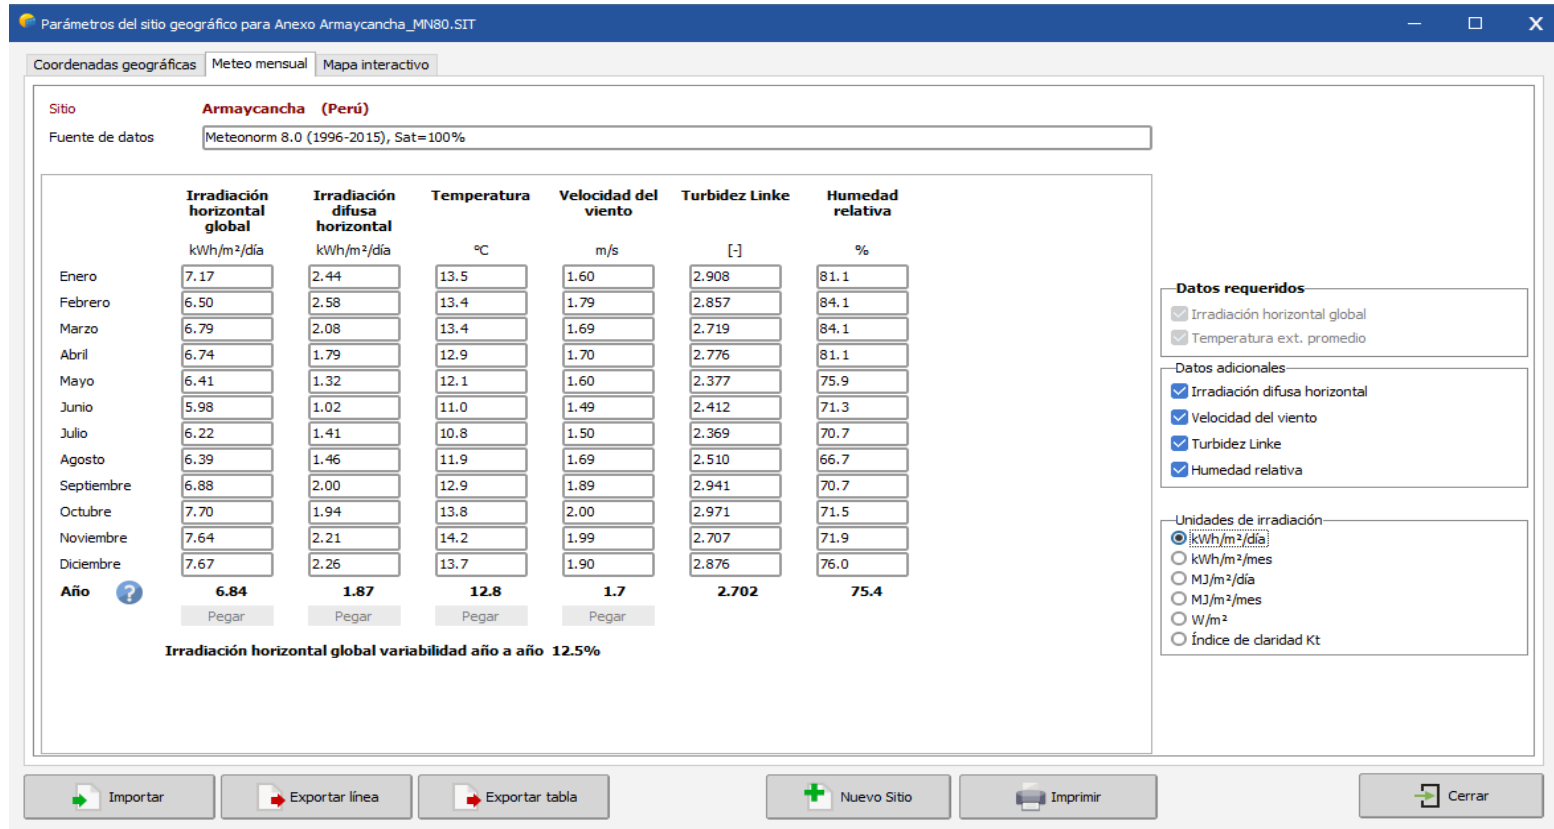 Parámetros del sitio geográfico para Anexo Armaycancha_MN80.SIT
Coordenadas geográficas Meteo mensual Mapa interactivo
Sitio Armaycancha (Perú)
Fuente de datos Meteonorm 8.0 (1996-2015), Sat=100%
Irradiación horizontal global Irradiación difusa horizontal Temperatura Velocidad del viento Turbidez Linke Humedad relativa
kWh/m²/día kWh/m²/día ºC m/s [-] %
Enero 7.17 2.44 13.5 1.60 2.908 81.1
Febrero 6.50 2.58 13.4 1.79 2.857 84.1
Marzo 6.79 2.08 13.4 1.69 2.719 84.1
Abril 6.74 1.79 12.9 1.70 2.776 81.1
Mayo 6.41 1.32 12.1 1.60 2.377 75.9
Junio 5.98 1.02 11.0 1.49 2.412 71.3
Julio 6.22 1.41 10.8 1.50 2.369 70.7
Agosto 6.39 1.46 11.9 1.69 2.510 66.7
Septiembre 6.88 2.00 12.9 1.89 2.941 70.7
Octubre 7.70 1.94 13.8 2.00 2.971 71.5
Noviembre 7.64 2.21 14.2 1.99 2.707 71.9
Diciembre 7.67 2.26 13.7 1.90 2.876 76.0
Año ? 6.84 1.87 12.8 1.7 2.702 75.4
Pegar Pegar Pegar Pegar
Irradiación horizontal global variabilidad año a año 12.5%
Datos requeridos
Irradiación horizontal global
Temperatura ext. promedio
Datos adicionales
Irradiación difusa horizontal
Velocidad del viento
Turbidez Linke
Humedad relativa
Unidades de irradiación
kWh/m²/día
kWh/m²/mes
MJ/m²/día
MJ/m²/mes
W/m²
Índice de claridad Kt
Importar Exportar línea Exportar tabla Nuevo Sitio Imprimir Cerrar